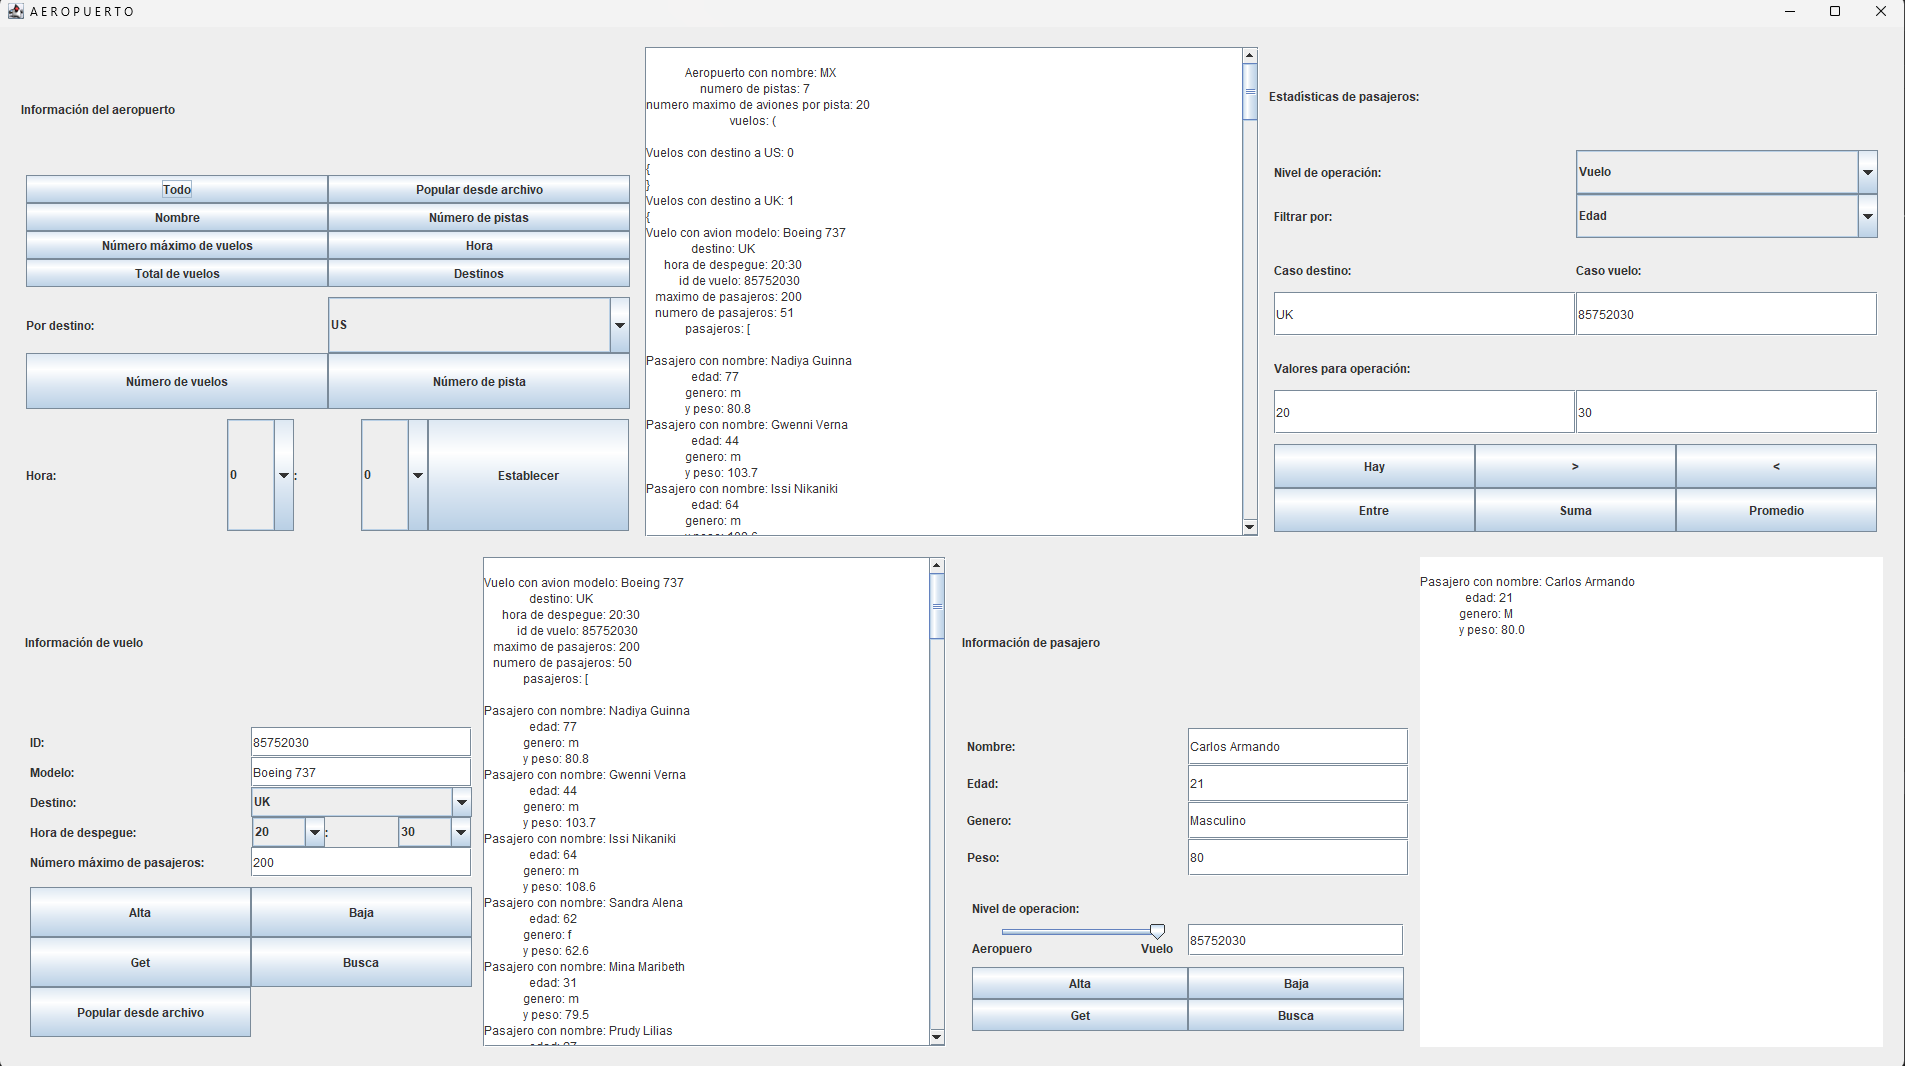 AEROPUERTO
Información del aeropuerto
Todo
Popular desde archivo
Nombre
Número de pistas
Número máximo de vuelos
Hora
Total de vuelos
Destinos
Por destino:
US
Número de vuelos
Número de pista
Hora:
0
:
0
Establecer
Aeropuerto con nombre: MX
numero de pistas: 7
numero maximo de aviones por pista: 20
vuelos: (
Vuelos con destino a US: 0
{
}
Vuelos con destino a UK: 1
{
Vuelo con avion modelo: Boeing 737
destino: UK
hora de despegue: 20:30
id de vuelo: 85752030
maximo de pasajeros: 200
numero de pasajeros: 51
pasajeros: [
Pasajero con nombre: Nadiya Guinna
edad: 77
genero: m
y peso: 80.8
Pasajero con nombre: Gwenni Verna
edad: 44
genero: m
y peso: 103.7
Pasajero con nombre: Issi Nikaniki
edad: 64
genero: m
y peso: 108.6
Estadísticas de pasajeros:
Nivel de operación:
Vuelo
Filtrar por:
Edad
Caso destino:
Caso vuelo:
UK
85752030
Valores para operación:
20
30
Hay
>
<
Entre
Suma
Promedio
Información de vuelo
ID:
85752030
Modelo:
Boeing 737
Destino:
UK
Hora de despegue:
20
:
30
Número máximo de pasajeros:
200
Alta
Baja
Get
Busca
Popular desde archivo
Vuelo con avion modelo: Boeing 737
destino: UK
hora de despegue: 20:30
id de vuelo: 85752030
maximo de pasajeros: 200
numero de pasajeros: 50
pasajeros: [
Pasajero con nombre: Nadiya Guinna
edad: 77
genero: m
y peso: 80.8
Pasajero con nombre: Gwenni Verna
edad: 44
genero: m
y peso: 103.7
Pasajero con nombre: Issi Nikaniki
edad: 64
genero: m
y peso: 108.6
Pasajero con nombre: Sandra Alena
edad: 62
genero: f
y peso: 62.6
Pasajero con nombre: Mina Maribeth
edad: 31
genero: m
y peso: 79.5
Pasajero con nombre: Prudy Lilias
Información de pasajero
Nombre:
Carlos Armando
Edad:
21
Genero:
Masculino
Peso:
80
Nivel de operacion:
Aeropuero
Vuelo
85752030
Alta
Baja
Get
Busca
Pasajero con nombre: Carlos Armando
edad: 21
genero: M
y peso: 80.0